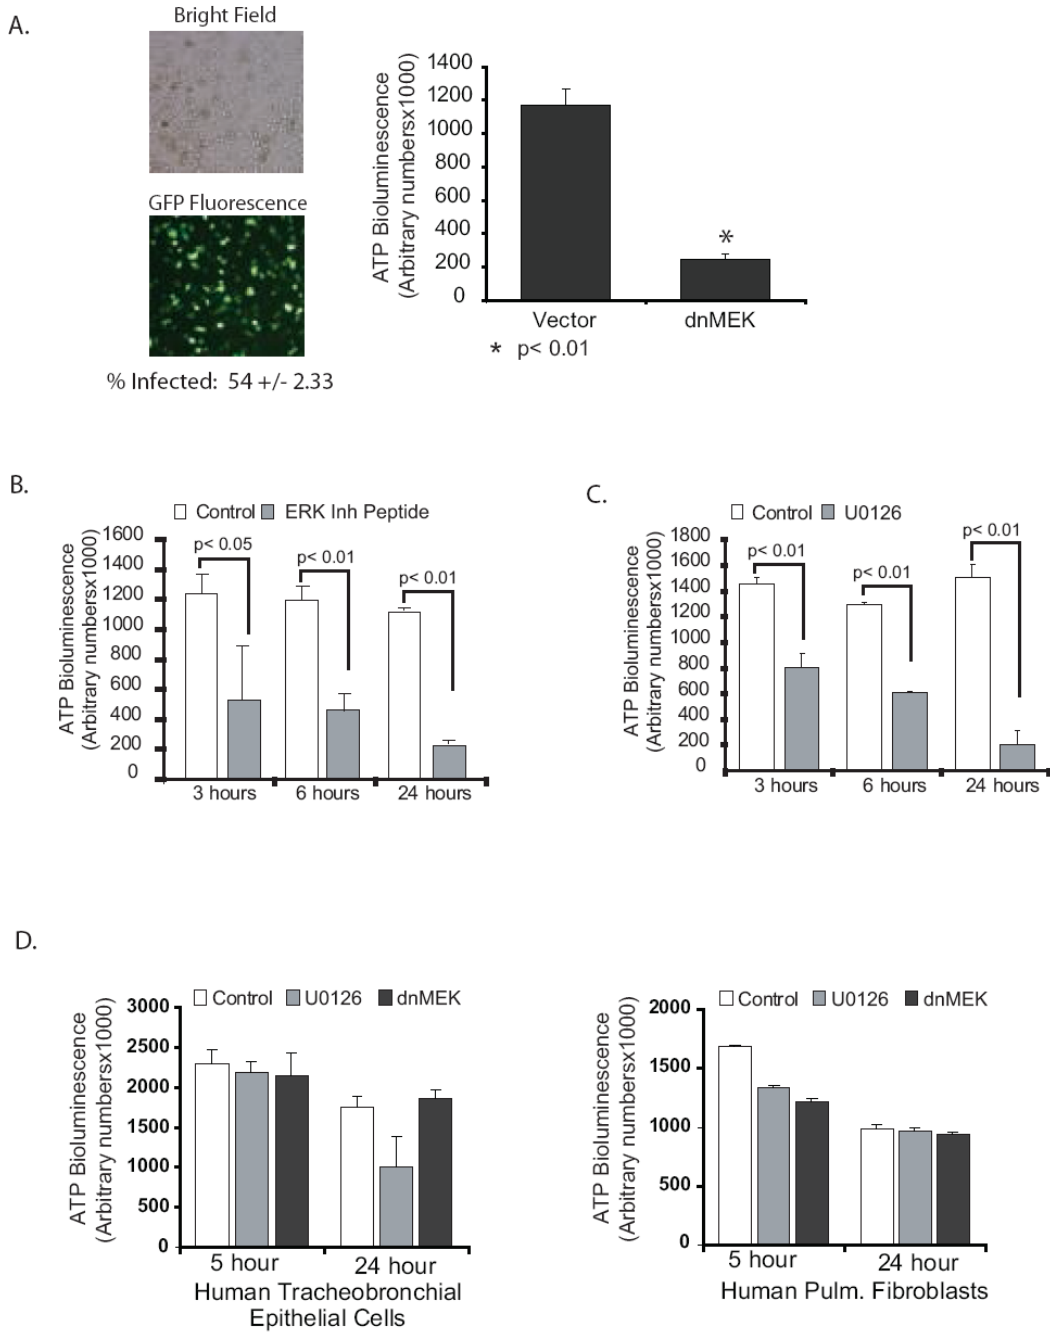 A.
Bright Field
GFP Fluorescence
% Infected: 54 +/- 2.33
ATP Bioluminescence
(Arbitrary numbersx1000)
1400
1200
1000
800
600
400
200
0
*
Vector
dnMEK
* p< 0.01
B.
Control
ERK Inh Peptide
ATP Bioluminescence
(Arbitrary numbersx1000)
1600
1400
1200
1000
800
600
400
200
0
p< 0.05
p< 0.01
p< 0.01
3 hours
6 hours
24 hours
C.
Control
U0126
ATP Bioluminescence
(Arbitrary numbersx1000)
1800
1600
1400
1200
1000
800
600
400
200
0
p< 0.01
p< 0.01
p< 0.01
3 hours
6 hours
24 hours
D.
Control
U0126
dnMEK
ATP Bioluminescence
(Arbitrary numbersx1000)
3000
2500
2000
1500
1000
500
0
5 hour
24 hour
Human Tracheobronchial
Epithelial Cells
Control
U0126
dnMEK
ATP Bioluminescence
(Arbitrary numbersx1000)
2000
1500
1000
500
0
5 hour
24 hour
Human Pulm. Fibroblasts